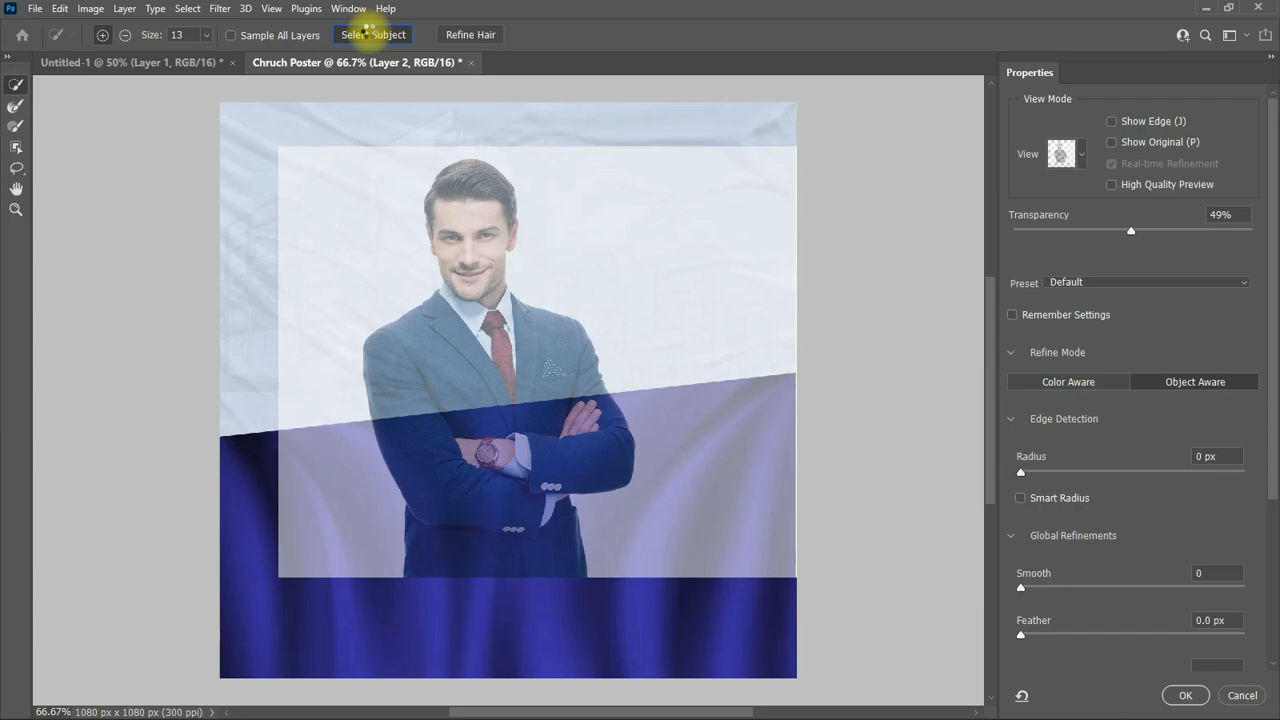 Ps File Edit Image Layer Type Select Filter 3D View Plugins Window Help
Size: 13 Sample All Layers Select Subject Refine Hair
Untitled-1 @ 50% (Layer 1, RGB/16) * × Chruch Poster @ 66.7% (Layer 2, RGB/16) * ×
Properties
View Mode
Show Edge (J)
Show Original (P)
View
Real-time Refinement
High Quality Preview
Transparency 49%
Preset Default
Remember Settings
Refine Mode
Color Aware Object Aware
Edge Detection
Radius 0 px
Smart Radius
Global Refinements
Smooth 0
Feather 0.0 px
OK Cancel
66.67% 1080 px x 1080 px (300 ppi)